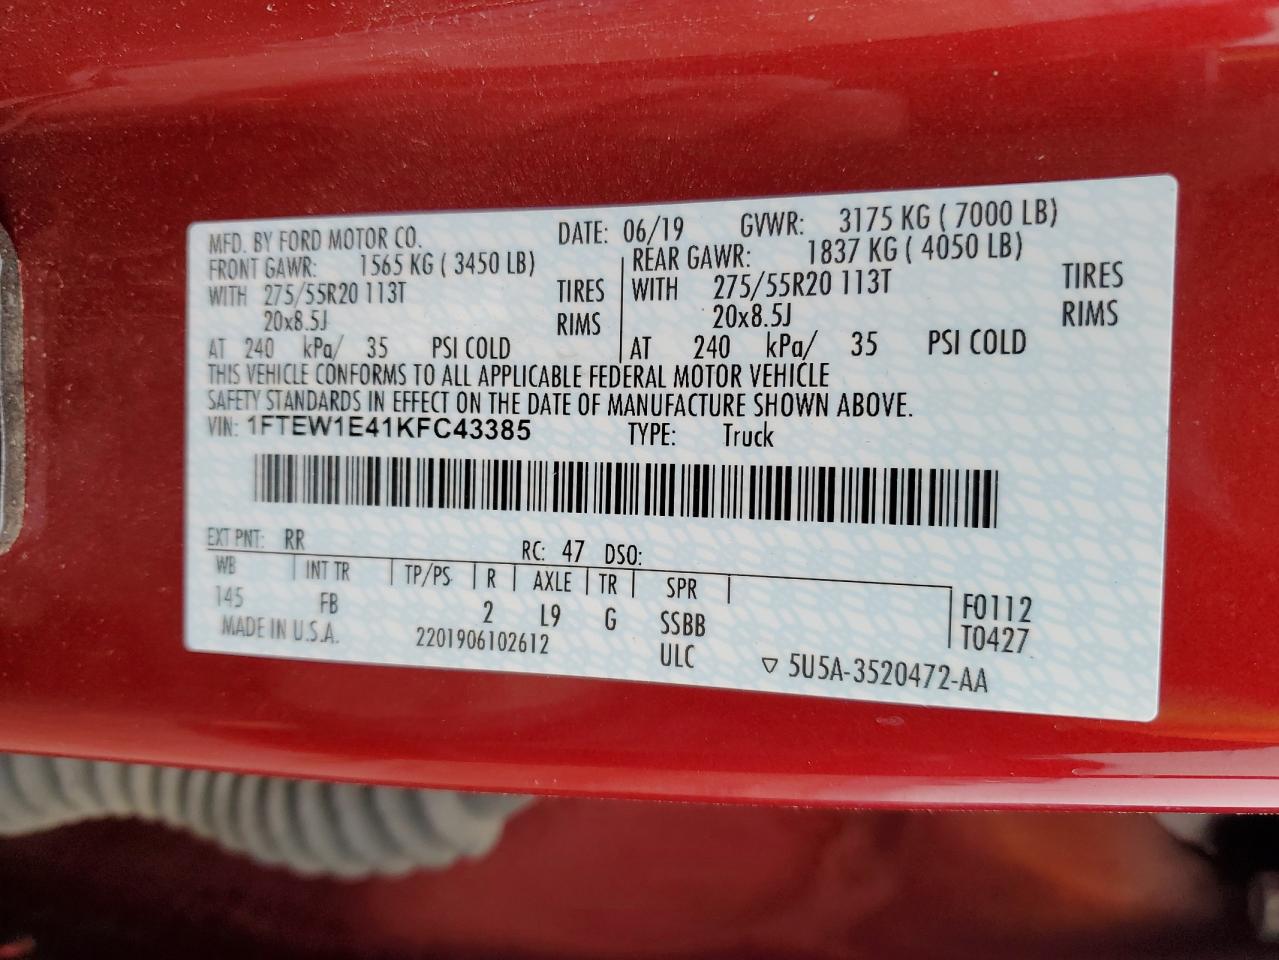 MFD. BY FORD MOTOR CO. DATE: 06/19 GVWR: 3175 KG ( 7000 LB)
FRONT GAWR: 1565 KG ( 3450 LB) REAR GAWR: 1837 KG ( 4050 LB)
WITH 275/55R20 113T TIRES WITH 275/55R20 113T TIRES
20x8.5J RIMS 20x8.5J RIMS
AT 240 kPa/ 35 PSI COLD AT 240 kPa/ 35 PSI COLD
THIS VEHICLE CONFORMS TO ALL APPLICABLE FEDERAL MOTOR VEHICLE
SAFETY STANDARDS IN EFFECT ON THE DATE OF MANUFACTURE SHOWN ABOVE.
VIN: 1FTEW1E41KFC43385 TYPE: Truck
EXT PNT: RR RC: 47 DSO:
WB INT TR TP/PS R AXLE TR SPR
145 FB 2 L9 G SSBB F0112
MADE IN U.S.A. 2201906102612 ULC T0427
▽ 5U5A-3520472-AA